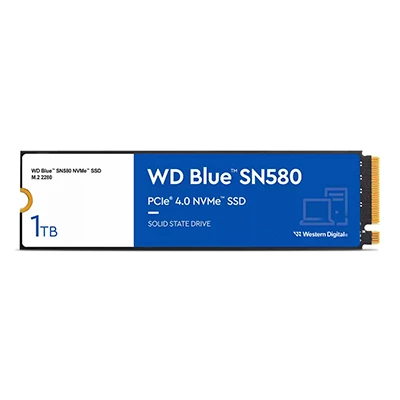 WD Blue™ SN580 NVMe™ SSD
M.2 2280
1TB
WD Blue™ SN580
PCIe® 4.0 NVMe™ SSD
SOLID STATE DRIVE
Western Digital®